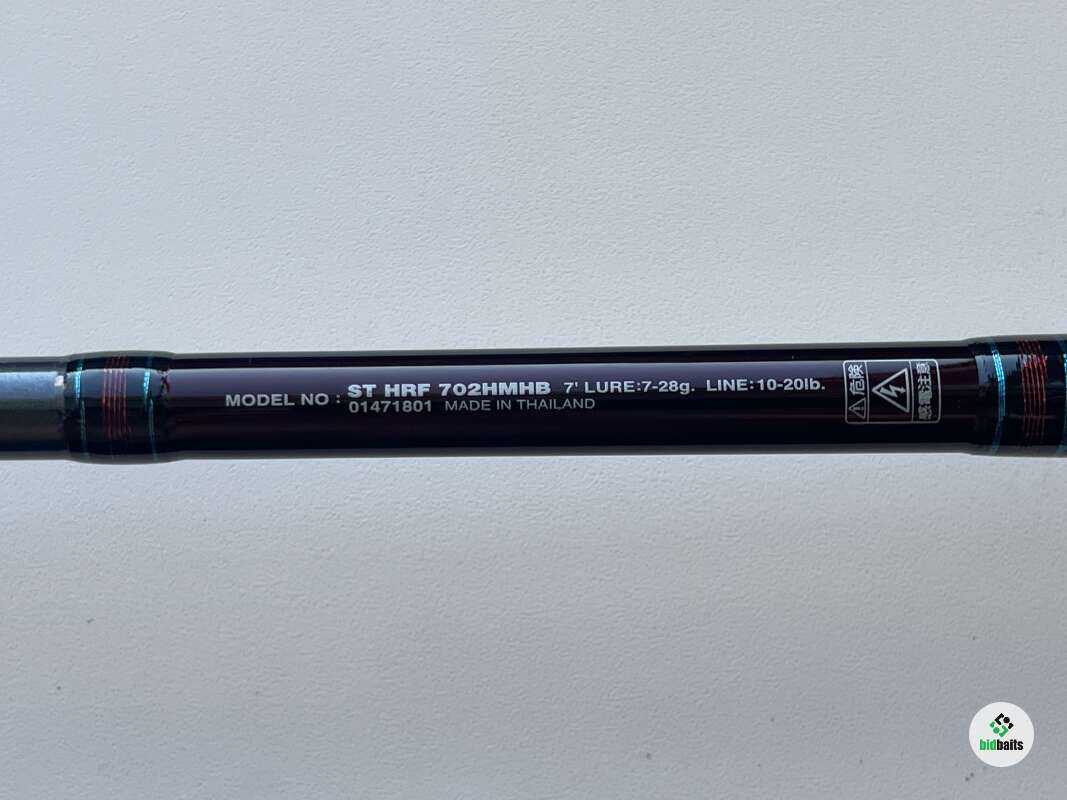 MODEL NO : ST HRF 702HMHB 7' LURE:7-28g. LINE:10-20lb.
01471801 MADE IN THAILAND
危険
感電注意
bidbaits